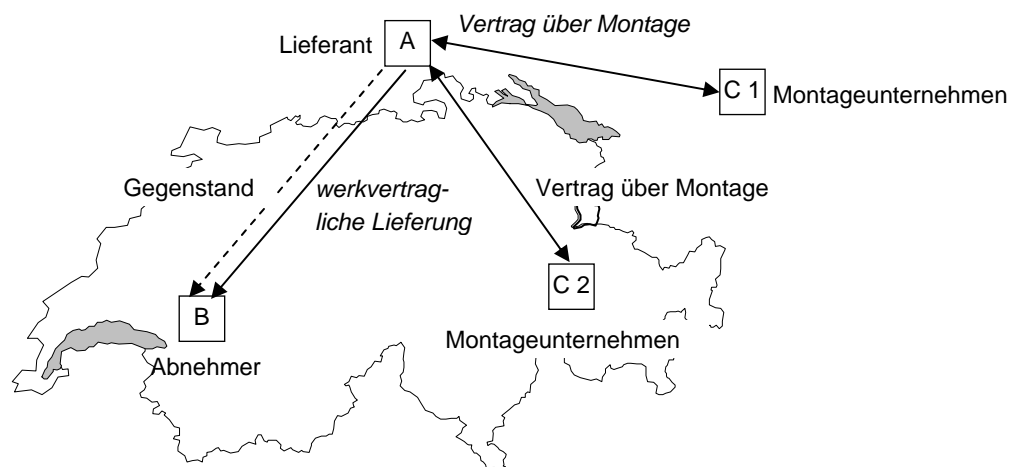 Vertrag über Montage
Lieferant
A
C 1
Montageunternehmen
Gegenstand
werkvertrag-
liche Lieferung
Vertrag über Montage
C 2
B
Montageunternehmen
Abnehmer